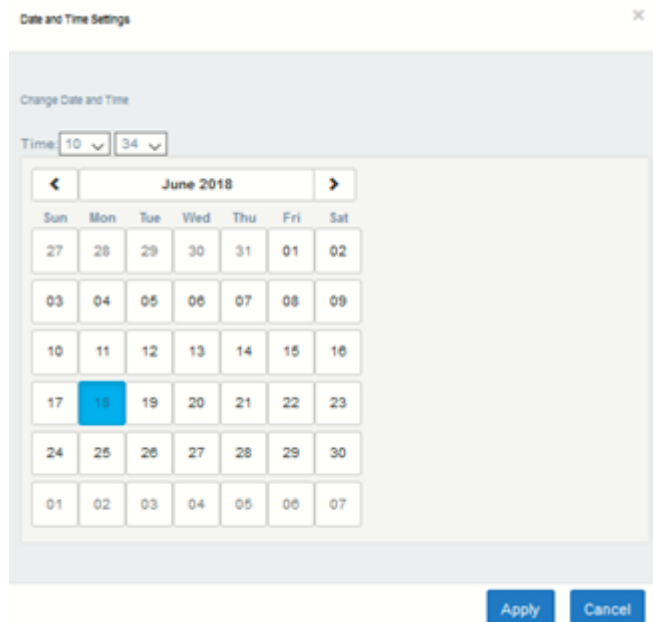 Date and Time Settings ×
Change Date and Time
Time: 10 34
June 2018
Sun Mon Tue Wed Thu Fri Sat
27 28 29 30 31 01 02
03 04 05 06 07 08 09
10 11 12 13 14 15 16
17 18 19 20 21 22 23
24 25 26 27 28 29 30
01 02 03 04 05 06 07
Apply Cancel